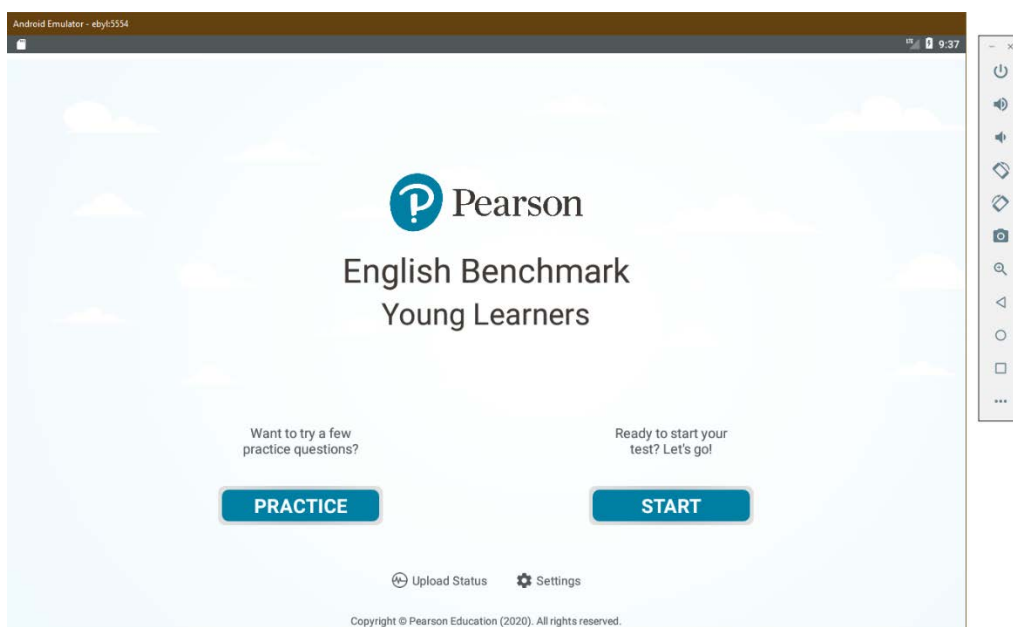 Android Emulator - ebyl:5554
LTE 9:37
Pearson
English Benchmark
Young Learners
Want to try a few
practice questions?
PRACTICE
Ready to start your
test? Let's go!
START
Upload Status Settings
Copyright © Pearson Education (2020). All rights reserved.